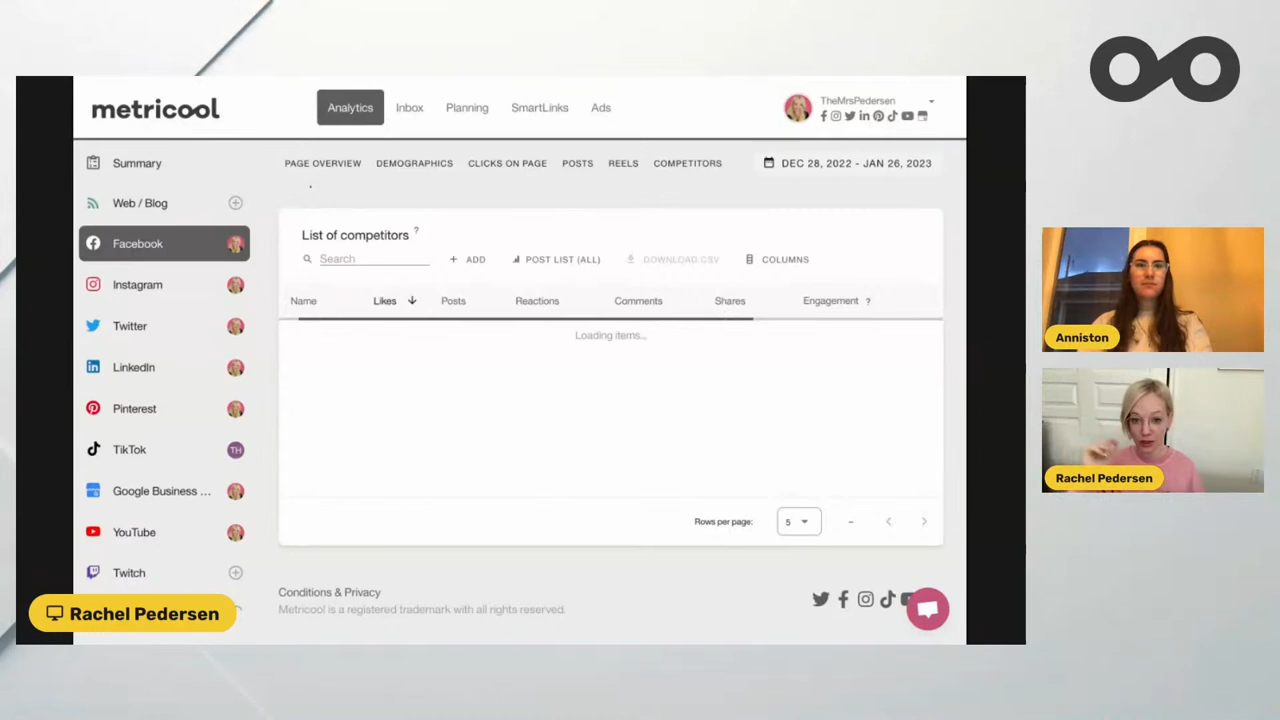 metricool
Analytics
Inbox
Planning
SmartLinks
Ads
TheMrsPedersen
Summary
Web / Blog
Facebook
Instagram
Twitter
LinkedIn
Pinterest
TikTok
TH
Google Business ...
YouTube
Twitch
PAGE OVERVIEW
DEMOGRAPHICS
CLICKS ON PAGE
POSTS
REELS
COMPETITORS
DEC 28, 2022 - JAN 26, 2023
List of competitors ?
Search
+ ADD
POST LIST (ALL)
DOWNLOAD CSV
COLUMNS
Name Likes Posts Reactions Comments Shares Engagement ?
Loading items...
Rows per page: 5 –
Conditions & Privacy
Metricool is a registered trademark with all rights reserved.
Rachel Pedersen
Anniston
Rachel Pedersen